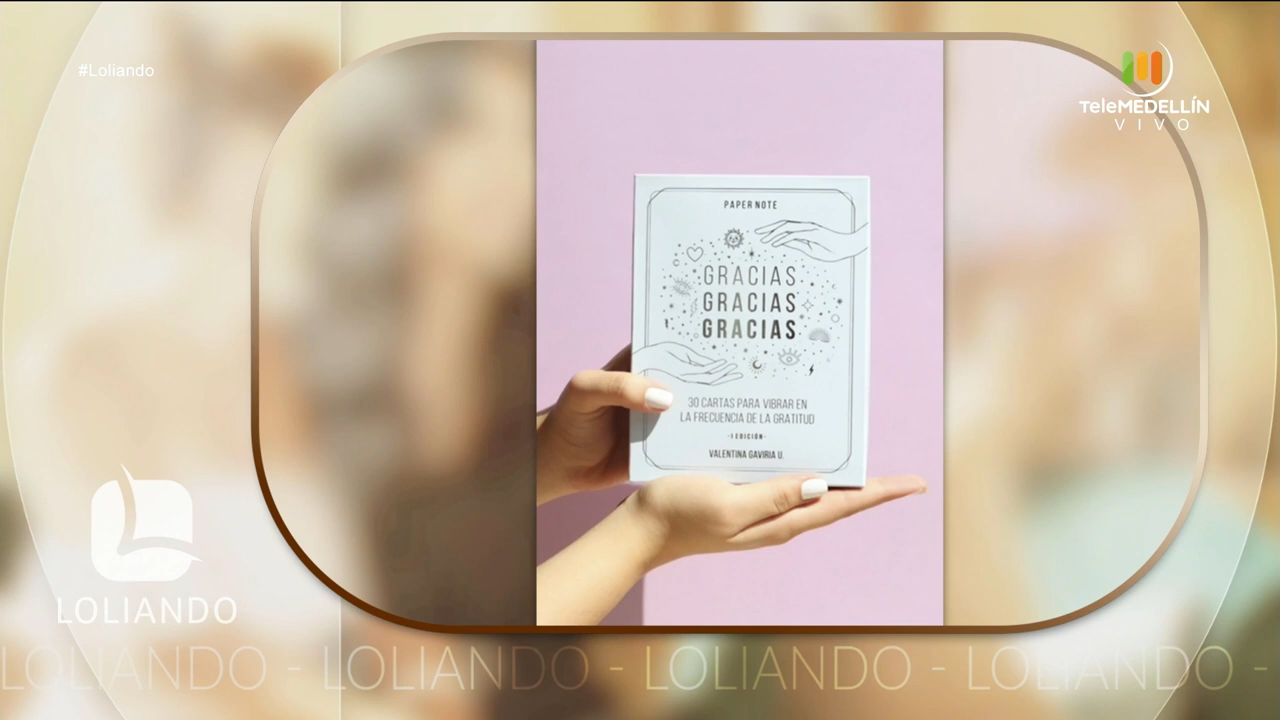 #Loliando
TeleMEDELLÍN
VIVO
PAPER NOTE
GRACIAS
GRACIAS
GRACIAS
30 CARTAS PARA VIBRAR EN
LA FRECUENCIA DE LA GRATITUD
·I EDICIÓN·
VALENTINA GAVIRIA U.
LOLIANDO
LOLIANDO - LOLIANDO - LOLIANDO - LOLIANDO -